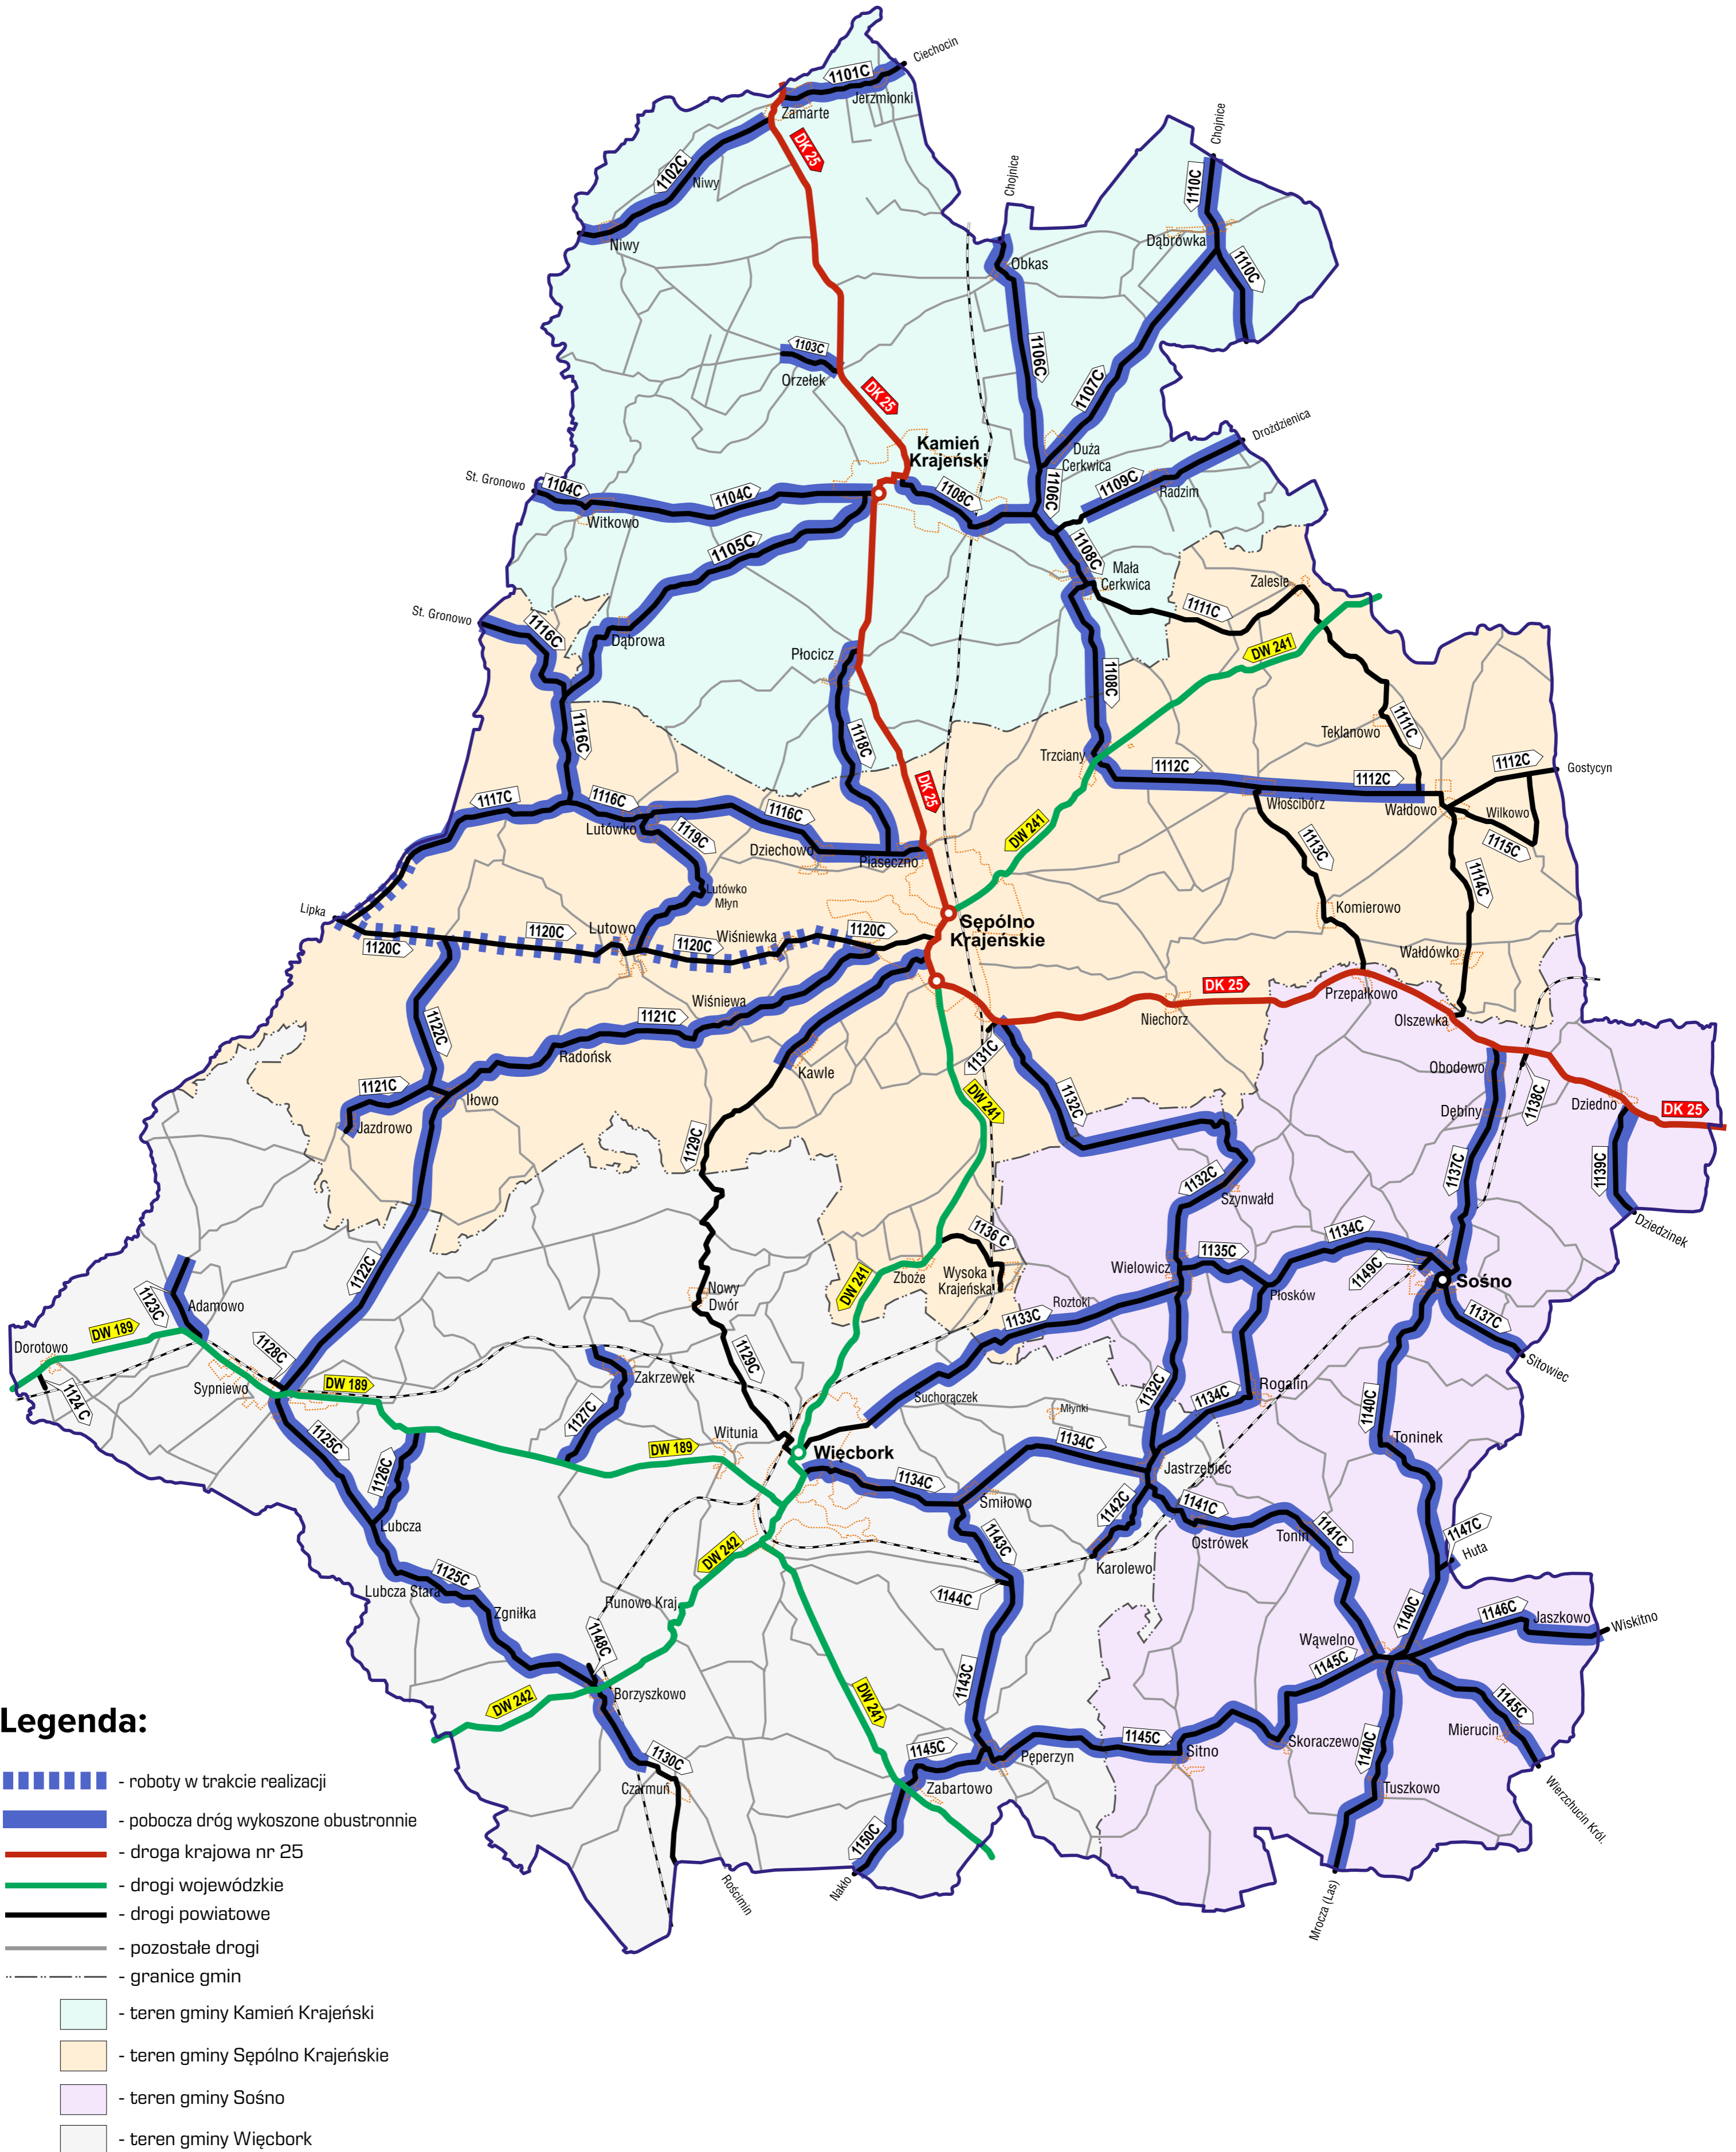 Ciechocin
1101C
Jerzmionki
Zamarte
DK 25
1102C
Niwy
Niwy
Chojnice
Chojnice
1110C
Dąbrówka
1110C
Obkas
1103C
Orzełek
1106C
1107C
DK 25
Kamień
Krajeński
Duża
Cerkwica
Drożdzienica
St. Gronowo
1104C
1104C
1108C
1106C
1109C
Radzim
Witkowo
1105C
1108C
Mała
Cerkwica
Zalesie
1111C
St. Gronowo
1116C
Dąbrowa
Płocicz
DW 241
1108C
1116C
1118C
Teklanowo
1111C
Trzciany
1112C
1112C
1112C
Gostycyn
DK 25
1117C
1116C
1116C
Włościbórz
Wałdowo
Wilkowo
Lutówko
1119C
Dziechowo
Piaseczno
DW 241
1113C
1115C
1114C
Lutówko
Młyn
Komierowo
Lipka
1120C
1120C
Lutowo
1120C
Wiśniewka
1120C
Sępólno
Krajeńskie
Wałdówko
DK 25
Przepałkowo
Wiśniewa
1121C
Niechorz
Olszewka
1122C
Radońsk
Kawle
1131C
Obodowo
1138C
1121C
Iłowo
DW 241
1132C
Dębiny
Dziedno
DK 25
Jazdrowo
1129C
1137C
1139C
1132C
Szynwałd
Dziedzinek
1136 C
1134C
1135C
Wielowicz
1149C
Sośno
1122C
Zboże
Wysoka
Krajeńska
Płosków
1123C
Adamowo
DW 241
Nowy
Dwór
Roztoki
1133C
1137C
DW 189
Dorotowo
1128C
1129C
Sitowiec
1124 C
Sypniewo
DW 189
Zakrzewek
Suchorączek
1132C
1134C
Rogalin
1140C
1127C
Młynki
1125C
1126C
Witunia
DW 189
Więcbork
1134C
Toninek
1134C
Jastrzębiec
Śmiłowo
1142C
1141C
Lubcza
Ostrówek
Tonin
1141C
1147C
Huta
DW 242
1143C
Karolewo
1125C
Lubcza Stara
1144C
Zgniłka
Runowo Kraj.
1140C
1146C
Jaszkowo
Wiskitno
1148C
Wąwelno
1145C
1143C
DW 242
Borzyszkowo
DW 241
1145C
Mierucin
1145C
1145C
Sitno
Skoraczewo
1140C
1130C
Pęperzyn
Czarmuń
Zabartowo
Tuszkowo
Wierzchucin Król.
1150C
Nakło
Rościmin
Mrocza (Las)
Legenda:
- roboty w trakcie realizacji
- pobocza dróg wykoszone obustronnie
- droga krajowa nr 25
- drogi wojewódzkie
- drogi powiatowe
- pozostałe drogi
- granice gmin
- teren gminy Kamień Krajeński
- teren gminy Sępólno Krajeńskie
- teren gminy Sośno
- teren gminy Więcbork